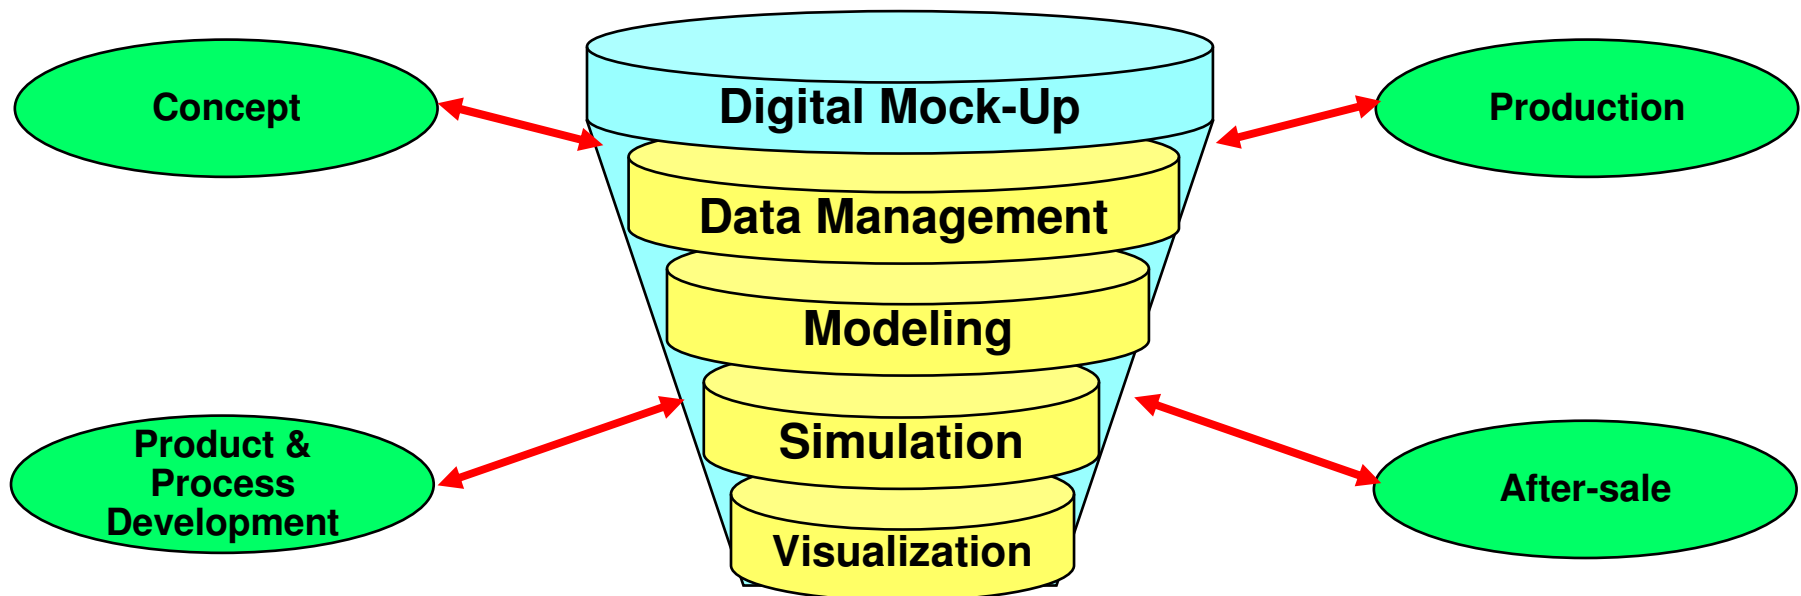 Concept
Digital Mock-Up
Production
Data Management
Modeling
Product &
Process
Development
Simulation
After-sale
Visualization